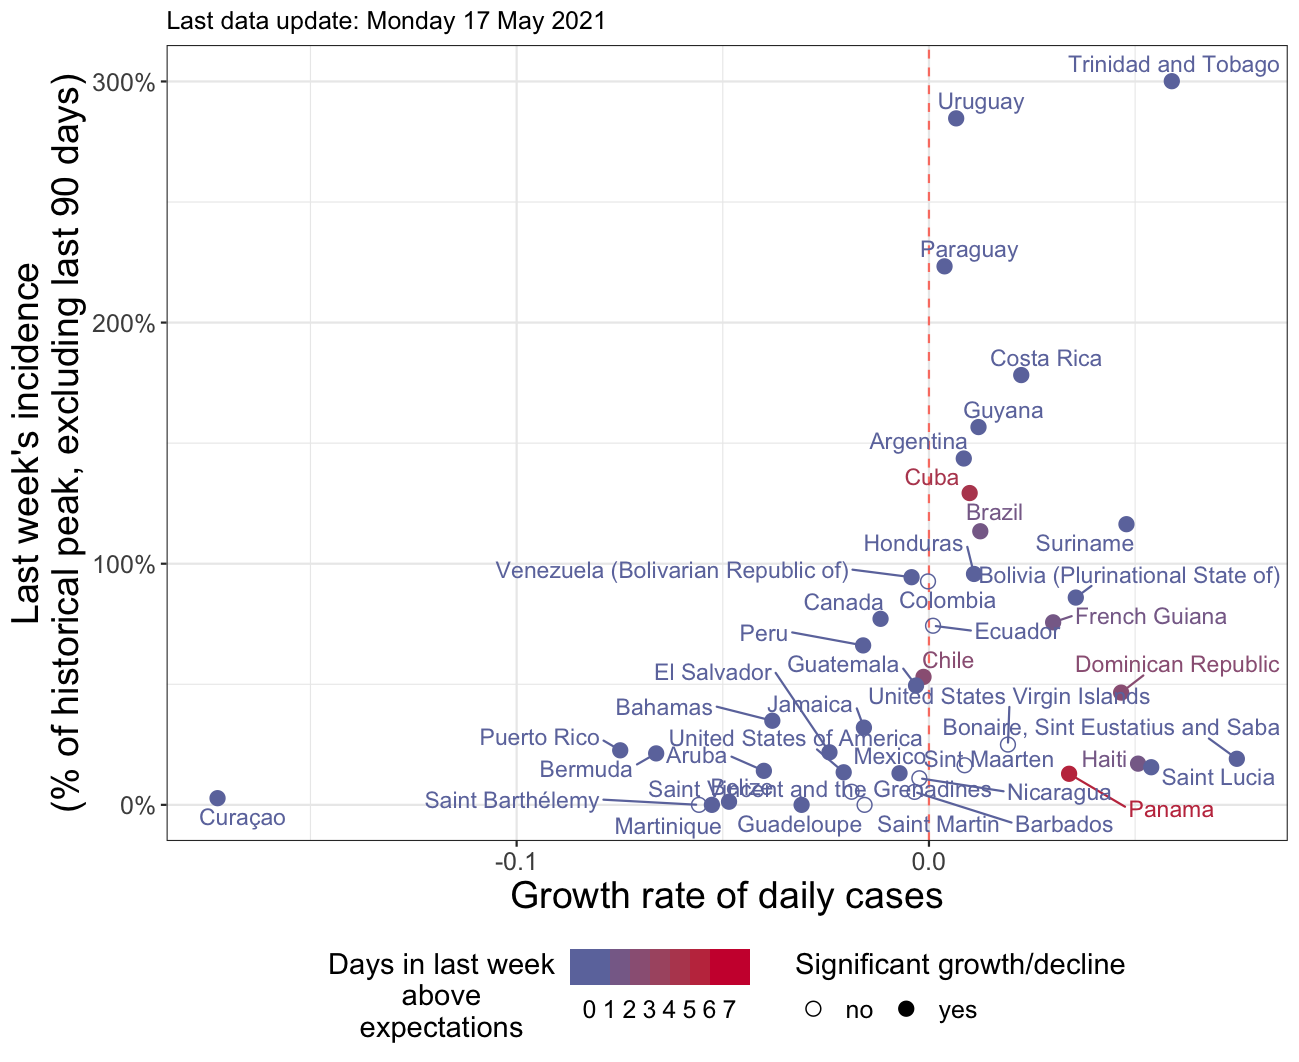 Last data update: Monday 17 May 2021
Last week's incidence
(% of historical peak, excluding last 90 days)
300%
200%
100%
0%
Trinidad and Tobago
Uruguay
Paraguay
Costa Rica
Guyana
Argentina
Cuba
Brazil
Suriname
Honduras
Venezuela (Bolivarian Republic of)
Bolivia (Plurinational State of)
Canada
Colombia
French Guiana
Peru
Ecuador
Guatemala
Chile
Dominican Republic
El Salvador
United States Virgin Islands
Bahamas
Jamaica
Bonaire, Sint Eustatius and Saba
Puerto Rico
United States of America
Bermuda
Aruba
Mexico
Sint Maarten
Haiti
Saint Lucia
Saint Vincent and the Grenadines
Belize
Nicaragua
Saint Barthélemy
Panama
Curaçao
Martinique
Guadeloupe
Saint Martin
Barbados
-0.1
0.0
Growth rate of daily cases
Days in last week
above
expectations
0 1 2 3 4 5 6 7
Significant growth/decline
no
yes